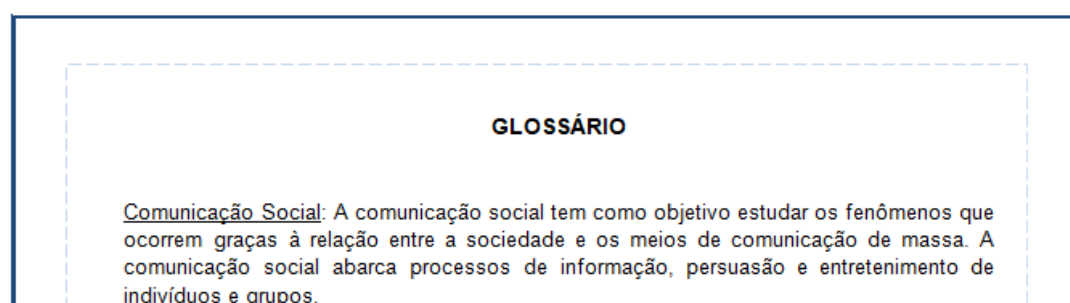 GLOSSÁRIO
Comunicação Social: A comunicação social tem como objetivo estudar os fenômenos que
ocorrem graças à relação entre a sociedade e os meios de comunicação de massa. A
comunicação social abarca processos de informação, persuasão e entretenimento de
indivíduos e grupos.